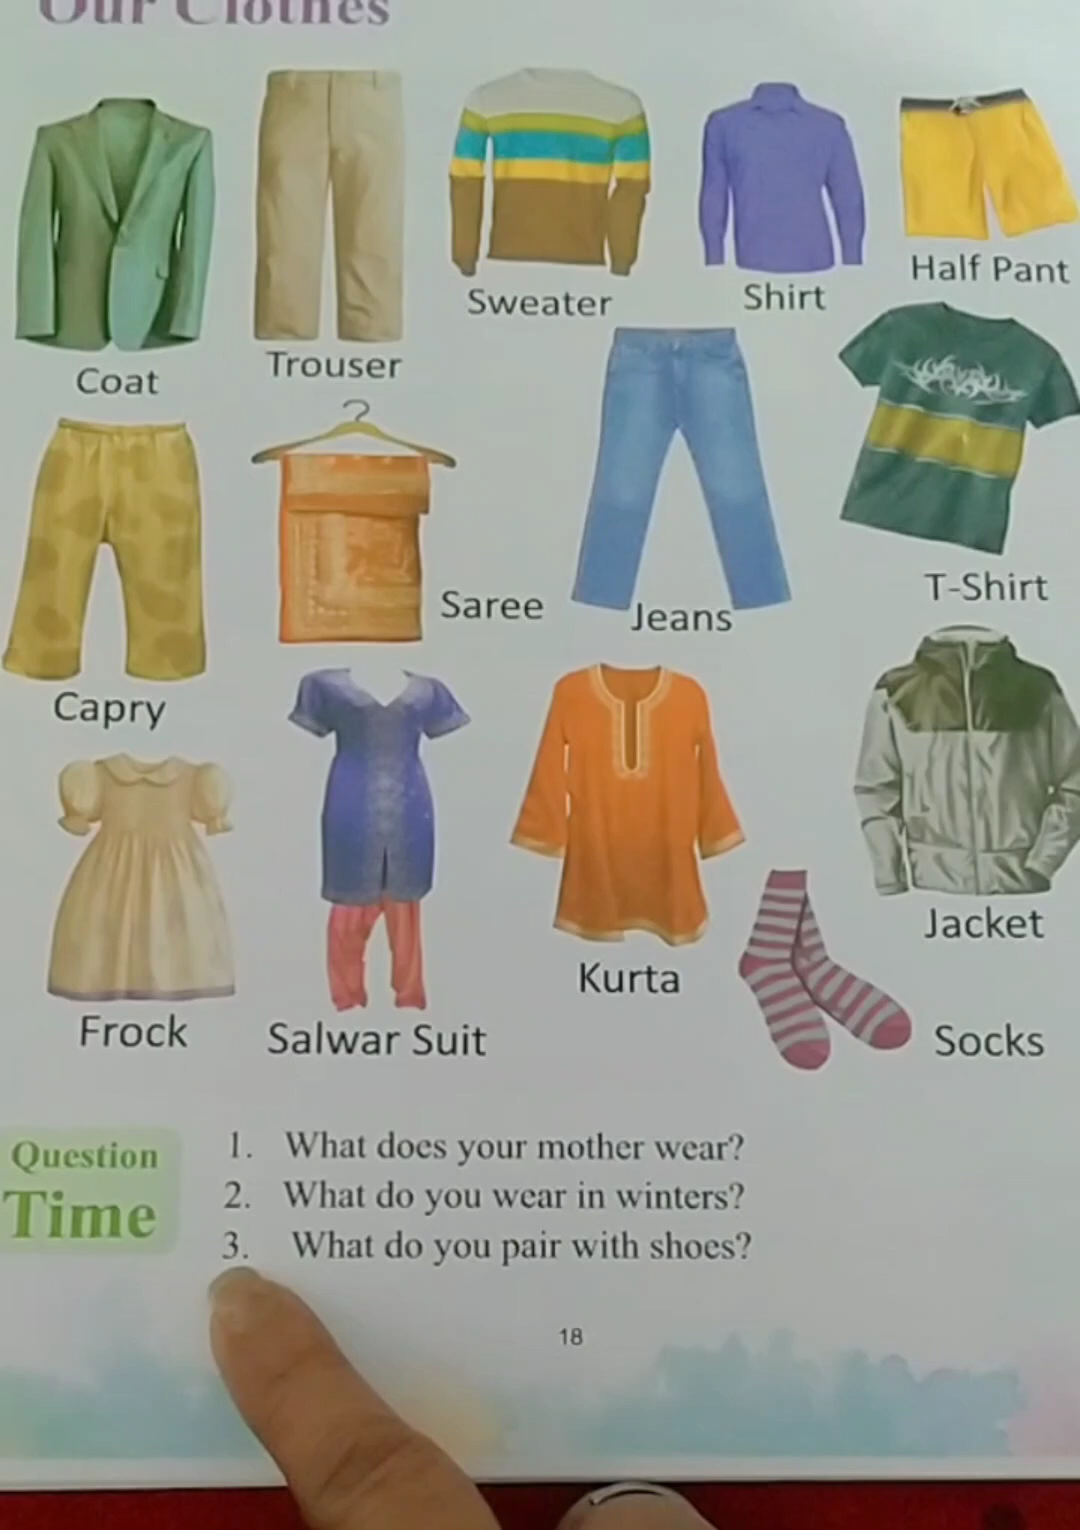 Our Clothes
Half Pant
Sweater
Shirt
Trouser
Coat
T-Shirt
Saree
Jeans
Capry
Jacket
Kurta
Frock
Salwar Suit
Socks
Question
Time
1. What does your mother wear?
2. What do you wear in winters?
3. What do you pair with shoes?
18